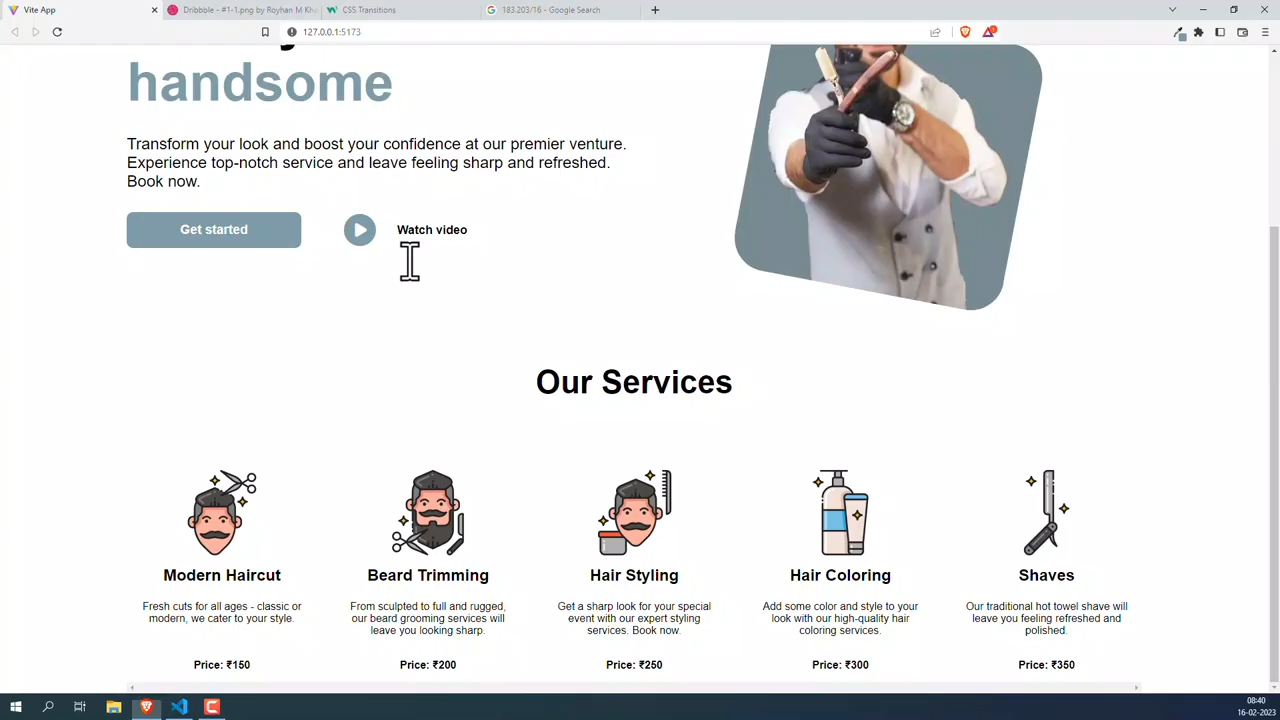 Vite App
Dribbble - #1-1.png by Royhan M Kha
CSS Transitions
183.203/16 - Google Search
127.0.0.1:5173
handsome
Transform your look and boost your confidence at our premier venture.
Experience top-notch service and leave feeling sharp and refreshed.
Book now.
Get started
Watch video
Our Services
Modern Haircut
Fresh cuts for all ages - classic or
modern, we cater to your style.
Price: ₹150
Beard Trimming
From sculpted to full and rugged,
our beard grooming services will
leave you looking sharp.
Price: ₹200
Hair Styling
Get a sharp look for your special
event with our expert styling
services. Book now.
Price: ₹250
Hair Coloring
Add some color and style to your
look with our high-quality hair
coloring services.
Price: ₹300
Shaves
Our traditional hot towel shave will
leave you feeling refreshed and
polished.
Price: ₹350
08:40
16-02-2023